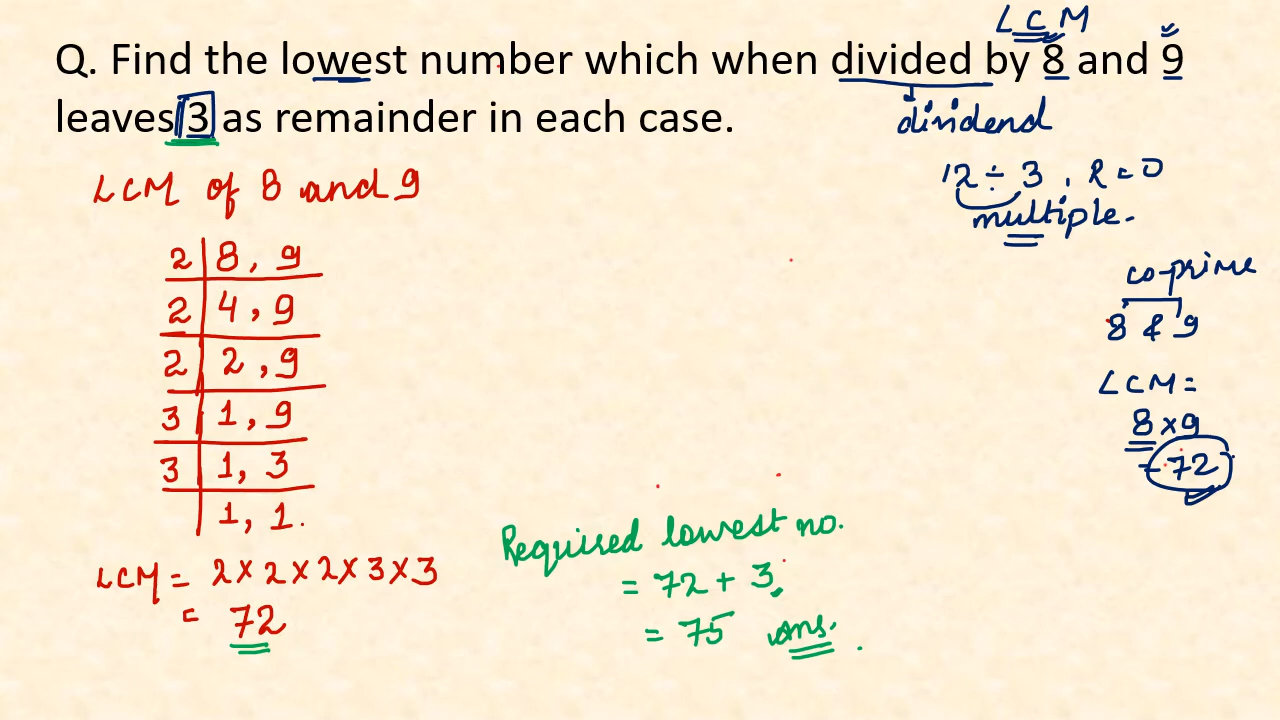 LCM
Q. Find the lowest number which when divided by 8 and 9
leaves 3 as remainder in each case.
dividend
12 ÷ 3, R = 0
multiple.
LCM of 8 and 9
2 | 8, 9
2 | 4, 9
2 | 2, 9
3 | 1, 9
3 | 1, 3
| 1, 1.
LCM = 2 × 2 × 2 × 3 × 3
= 72
co-prime
8 & 9
LCM =
8 × 9
= 72
Required lowest no.
= 72 + 3.
= 75 ans.